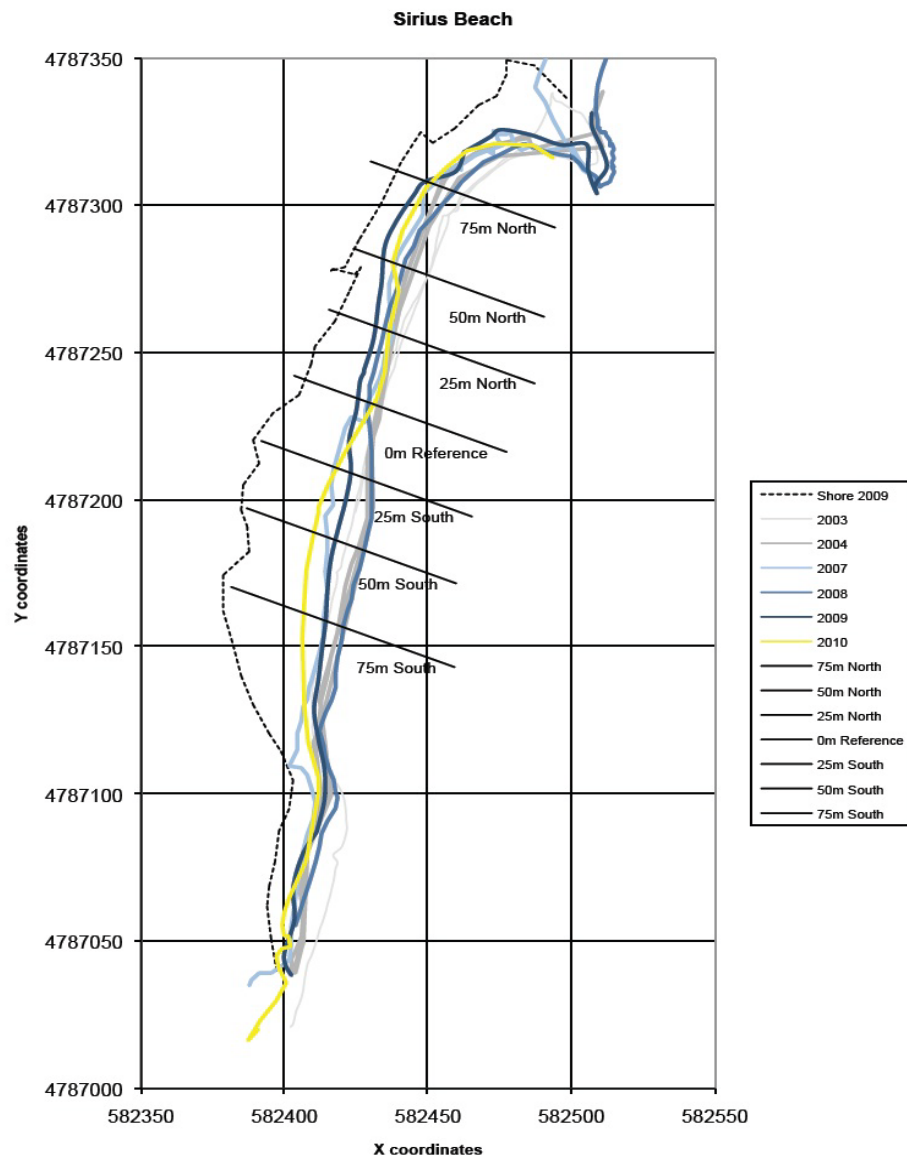 Sirius Beach
4787350
4787300
4787250
4787200
4787150
4787100
4787050
4787000
Y coordinates
75m North
50m North
25m North
0m Reference
25m South
50m South
75m South
582350 582400 582450 582500 582550
X coordinates
Shore 2009
2003
2004
2007
2008
2009
2010
75m North
50m North
25m North
0m Reference
25m South
50m South
75m South